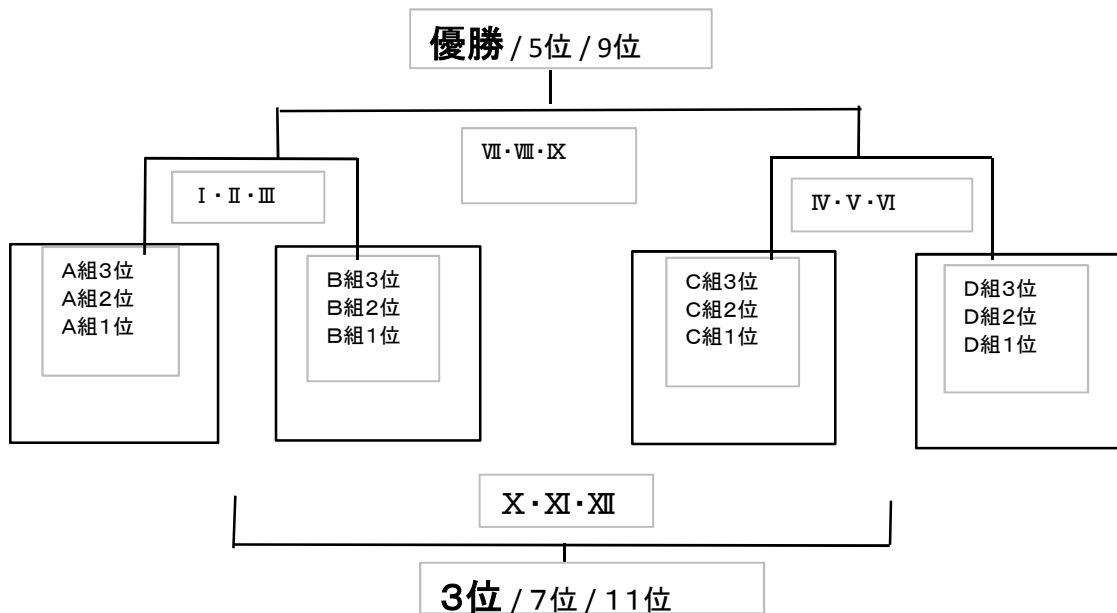 優勝 / 5位 / 9位
Ⅶ・Ⅷ・Ⅸ
Ⅰ・Ⅱ・Ⅲ
Ⅳ・Ⅴ・Ⅵ
A組3位
A組2位
A組1位
B組3位
B組2位
B組1位
C組3位
C組2位
C組1位
D組3位
D組2位
D組1位
Ⅹ・Ⅺ・Ⅻ
3位 / 7位 / 11位